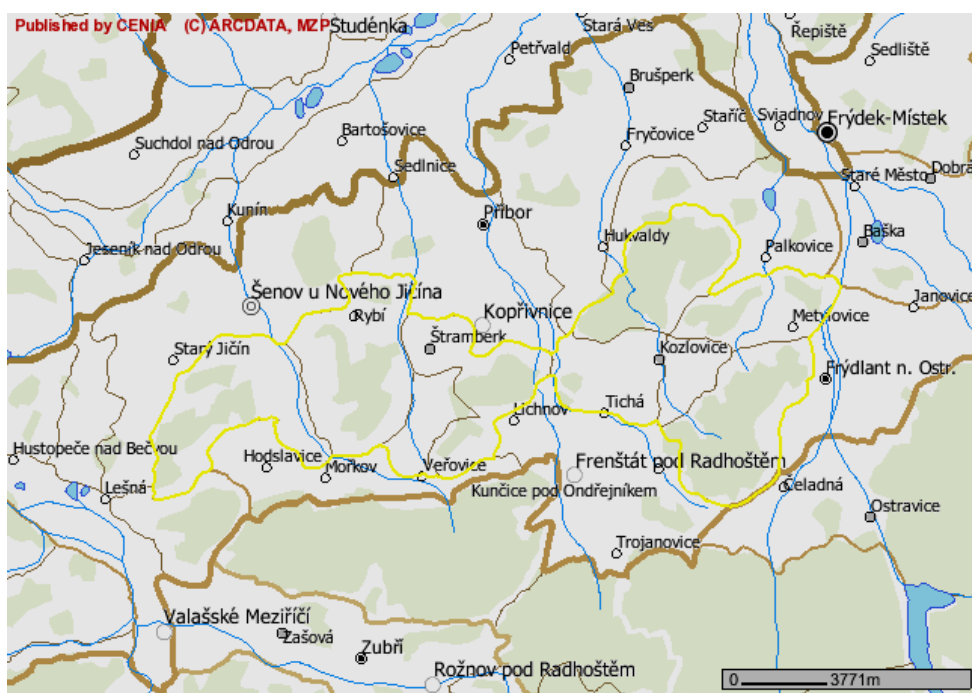 Published by CENIA (C) ARCDATA, MZP
Studénka
Stará Ves
Řepiště
Petřvald
Sedliště
Brušperk
Staříč
Sviadnov
Frýdek-Místek
Bartošovice
Fryčovice
Suchdol nad Odrou
Sedlnice
Staré Město
Dobrá
Kunín
Příbor
Hukvaldy
Palkovice
Baška
Jeseník nad Odrou
Šenov u Nového Jičína
Janovice
Rybí
Kopřivnice
Metylovice
Štramberk
Starý Jičín
Kozlovice
Frýdlant n. Ostr.
Lichnov
Tichá
Hustopeče nad Bečvou
Hodslavice
Mořkov
Veřovice
Frenštát pod Radhoštěm
Lešná
Kunčice pod Ondřejníkem
Čeladná
Ostravice
Trojanovice
Valašské Meziříčí
Zašová
Zubří
Rožnov pod Radhoštěm
0 3771m